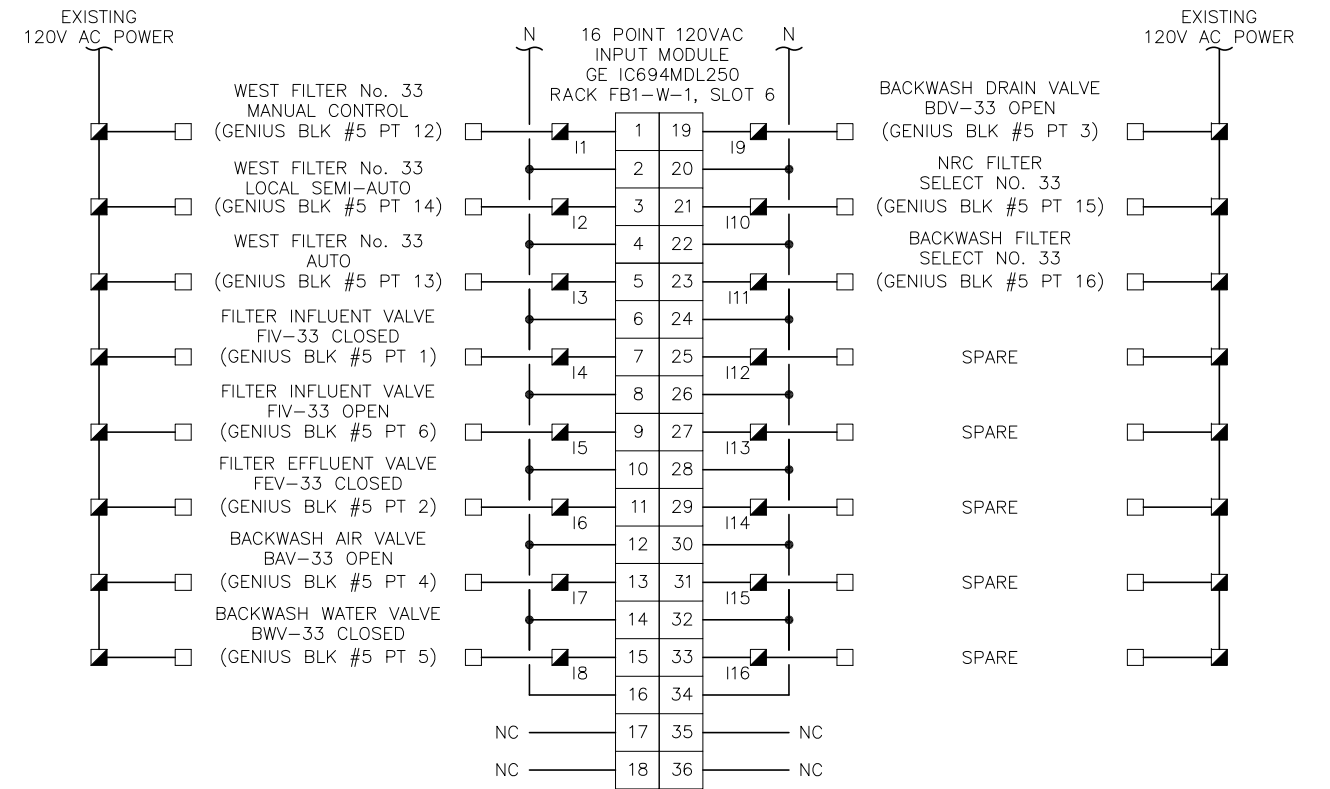 EXISTING
120V AC POWER
N
16 POINT 120VAC
INPUT MODULE
GE IC694MDL250
RACK FB1-W-1, SLOT 6
N
EXISTING
120V AC POWER
WEST FILTER No. 33
MANUAL CONTROL
(GENIUS BLK #5 PT 12)
I1
1 19
I9
BACKWASH DRAIN VALVE
BDV-33 OPEN
(GENIUS BLK #5 PT 3)
2 20
WEST FILTER No. 33
LOCAL SEMI-AUTO
(GENIUS BLK #5 PT 14)
I2
3 21
I10
NRC FILTER
SELECT NO. 33
(GENIUS BLK #5 PT 15)
4 22
WEST FILTER No. 33
AUTO
(GENIUS BLK #5 PT 13)
I3
5 23
I11
BACKWASH FILTER
SELECT NO. 33
(GENIUS BLK #5 PT 16)
6 24
FILTER INFLUENT VALVE
FIV-33 CLOSED
(GENIUS BLK #5 PT 1)
I4
7 25
I12
SPARE
8 26
FILTER INFLUENT VALVE
FIV-33 OPEN
(GENIUS BLK #5 PT 6)
I5
9 27
I13
SPARE
10 28
FILTER EFFLUENT VALVE
FEV-33 CLOSED
(GENIUS BLK #5 PT 2)
I6
11 29
I14
SPARE
12 30
BACKWASH AIR VALVE
BAV-33 OPEN
(GENIUS BLK #5 PT 4)
I7
13 31
I15
SPARE
14 32
BACKWASH WATER VALVE
BWV-33 CLOSED
(GENIUS BLK #5 PT 5)
I8
15 33
I16
SPARE
16 34
NC 17 35 NC
NC 18 36 NC